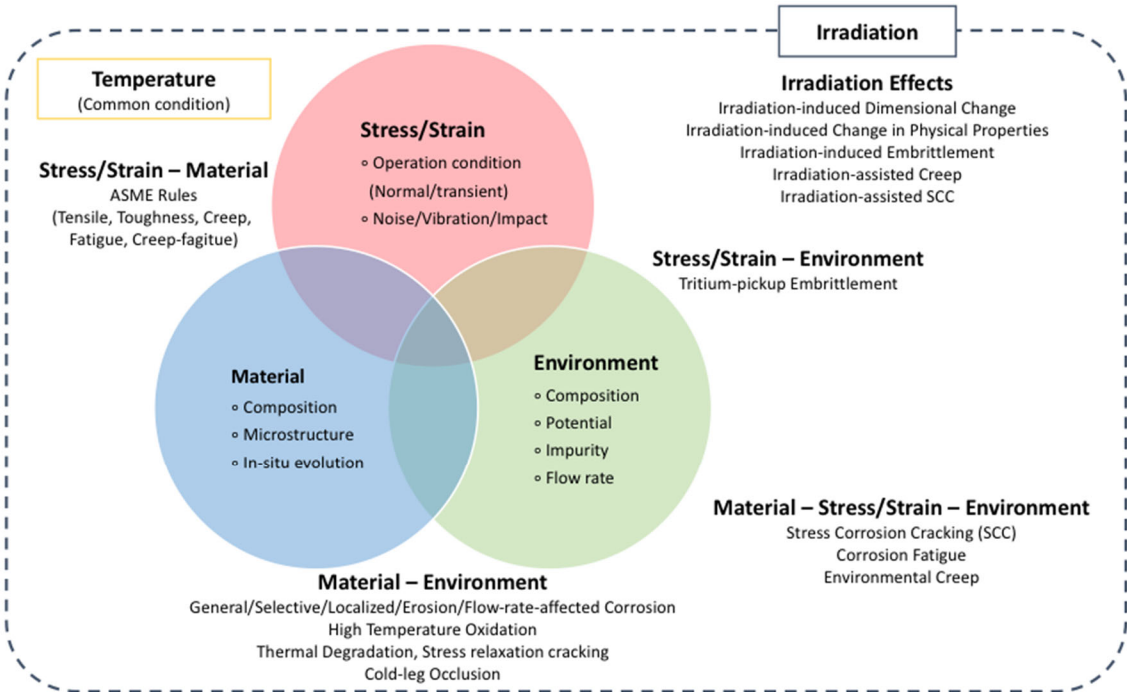 Irradiation
Temperature
(Common condition)
Irradiation Effects
Irradiation-induced Dimensional Change
Irradiation-induced Change in Physical Properties
Irradiation-induced Embrittlement
Irradiation-assisted Creep
Irradiation-assisted SCC
Stress/Strain
∘ Operation condition
(Normal/transient)
∘ Noise/Vibration/Impact
Stress/Strain – Material
ASME Rules
(Tensile, Toughness, Creep,
Fatigue, Creep-fagitue)
Stress/Strain – Environment
Tritium-pickup Embrittlement
Material
∘ Composition
∘ Microstructure
∘ In-situ evolution
Environment
∘ Composition
∘ Potential
∘ Impurity
∘ Flow rate
Material – Stress/Strain – Environment
Stress Corrosion Cracking (SCC)
Corrosion Fatigue
Environmental Creep
Material – Environment
General/Selective/Localized/Erosion/Flow-rate-affected Corrosion
High Temperature Oxidation
Thermal Degradation, Stress relaxation cracking
Cold-leg Occlusion